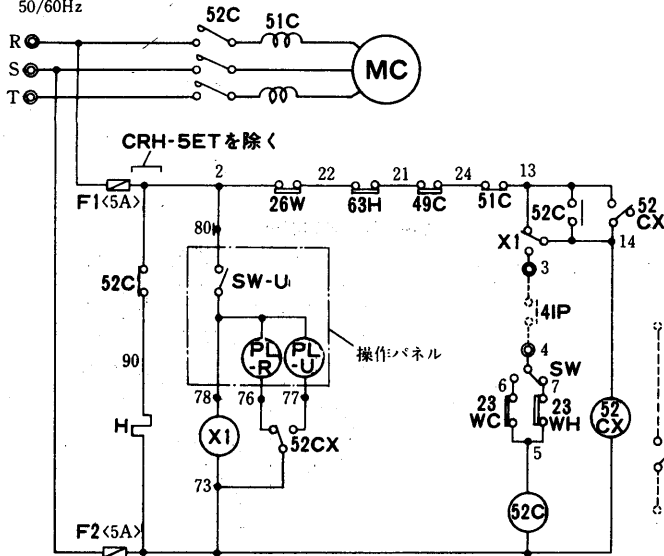 50/60Hz
52C 51C
R
S
T
MC
CRH-5ETを除く
2 22 21 24 13
F1<5A>
26W 63H 49C 51C
52C
52
CX
X1
14
80
3
SW-U
52C
41P
PL
-R
PL
-U
操作パネル
4
SW
90
6 7
78 76 77
23
WC
23
WH
52
CX
H
X1
52CX
5
73
52C
F2<5A>